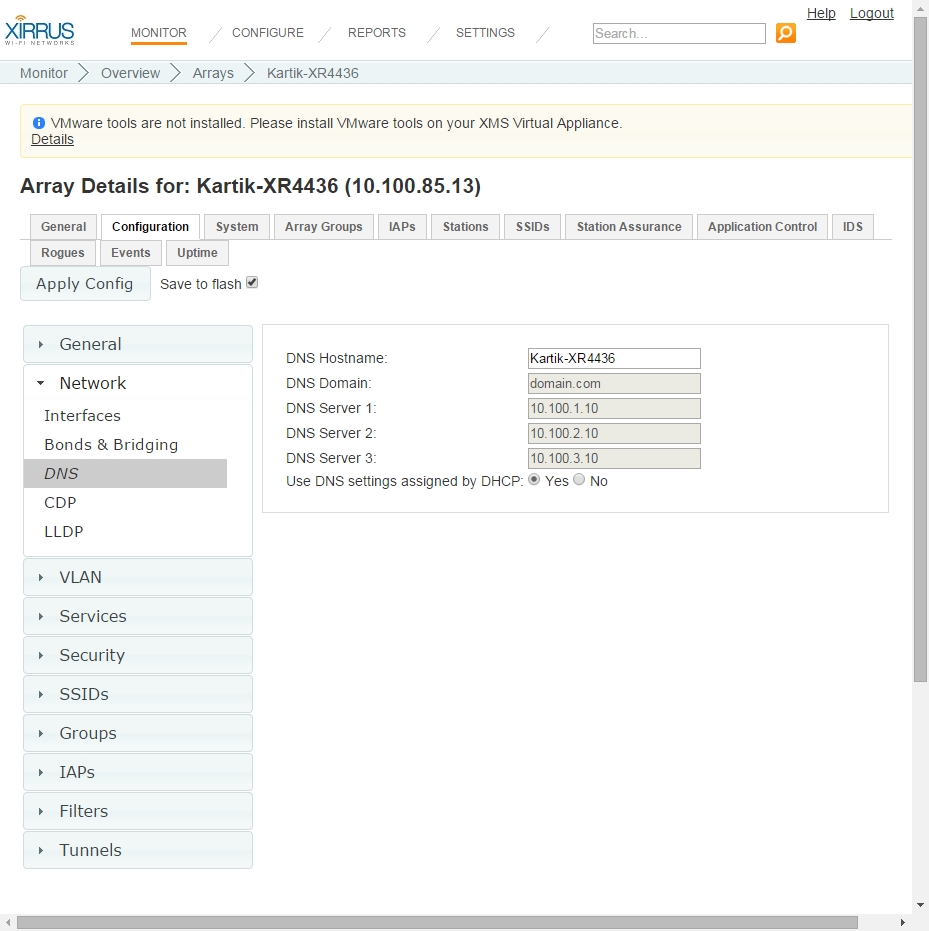 Help Logout
XIRRUS
WI-FI NETWORKS
MONITOR CONFIGURE REPORTS SETTINGS Search...
Monitor Overview Arrays Kartik-XR4436
VMware tools are not installed. Please install VMware tools on your XMS Virtual Appliance.
Details
Array Details for: Kartik-XR4436 (10.100.85.13)
General Configuration System Array Groups IAPs Stations SSIDs Station Assurance Application Control IDS
Rogues Events Uptime
Apply Config Save to flash
General
Network
Interfaces
Bonds & Bridging
DNS
CDP
LLDP
VLAN
Services
Security
SSIDs
Groups
IAPs
Filters
Tunnels
DNS Hostname: Kartik-XR4436
DNS Domain: domain.com
DNS Server 1: 10.100.1.10
DNS Server 2: 10.100.2.10
DNS Server 3: 10.100.3.10
Use DNS settings assigned by DHCP: Yes No